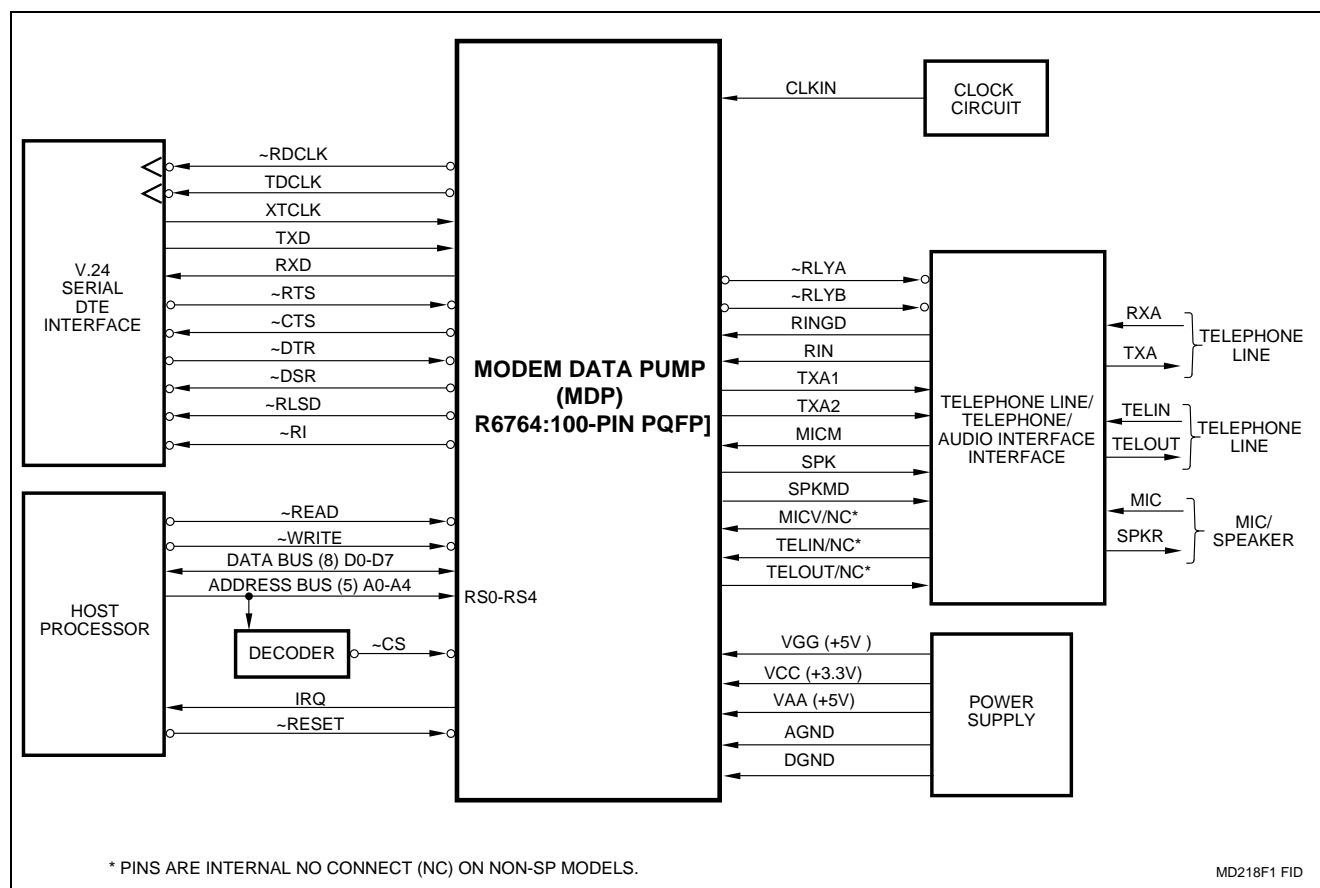 CLKIN
CLOCK
CIRCUIT
V.24
SERIAL
DTE
INTERFACE
~RDCLK
TDCLK
XTCLK
TXD
RXD
~RTS
~CTS
~DTR
~DSR
~RLSD
~RI
HOST
PROCESSOR
~READ
~WRITE
DATA BUS (8) D0-D7
ADDRESS BUS (5) A0-A4
RS0-RS4
DECODER
~CS
IRQ
~RESET
MODEM DATA PUMP
(MDP)
R6764:100-PIN PQFP]
~RLYA
~RLYB
RINGD
RIN
TXA1
TXA2
MICM
SPK
SPKMD
MICV/NC*
TELIN/NC*
TELOUT/NC*
TELEPHONE LINE/
TELEPHONE/
AUDIO INTERFACE
INTERFACE
RXA
TXA
TELEPHONE
LINE
TELIN
TELOUT
TELEPHONE
LINE
MIC
SPKR
MIC/
SPEAKER
VGG (+5V )
VCC (+3.3V)
VAA (+5V)
AGND
DGND
POWER
SUPPLY
* PINS ARE INTERNAL NO CONNECT (NC) ON NON-SP MODELS.
MD218F1 FID